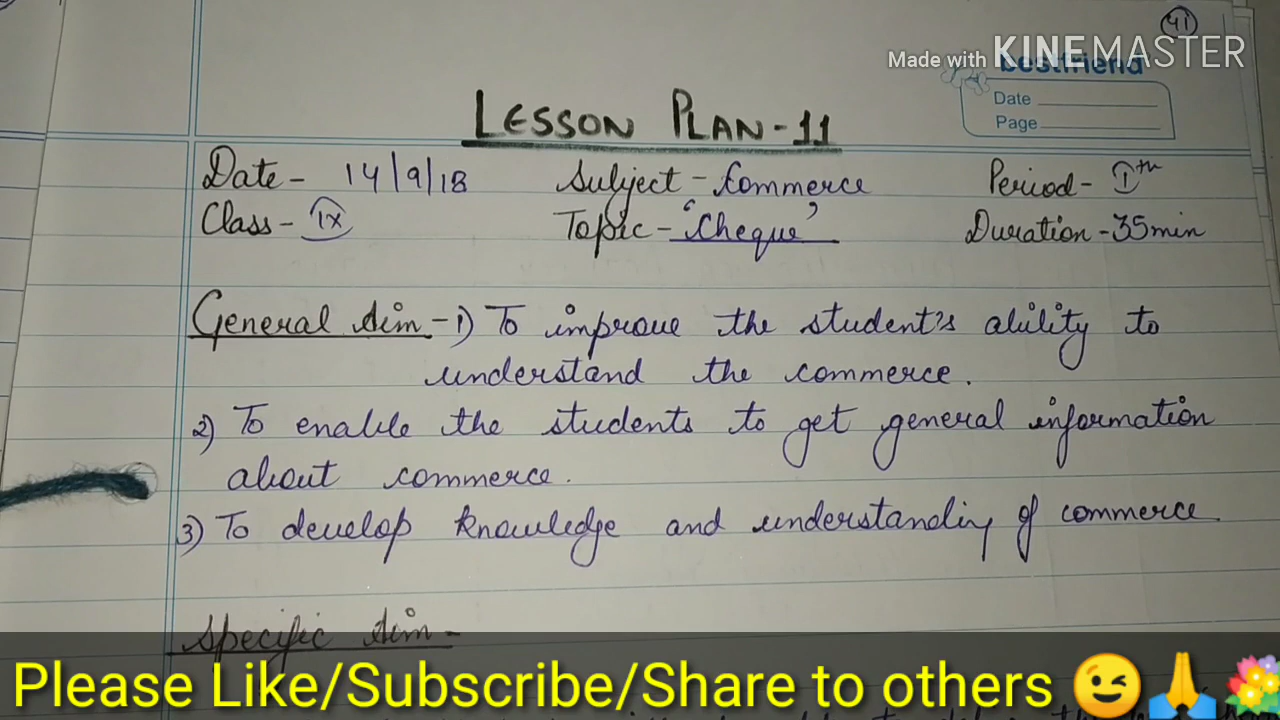 41
Made with KINEMASTER
bestfriend
Date
Page
LESSON PLAN-11
Date- 14/9/18 Subject-Commerce Period- Ith
Class- IX Topic-'Cheque' Duration-35min
General Aim-1) To improve the student's ability to
understand the commerce.
2) To enable the students to get general information
about commerce.
3) To develop knowledge and understanding of commerce.
Specific Aim-
Please Like/Subscribe/Share to others 😉🙏💐